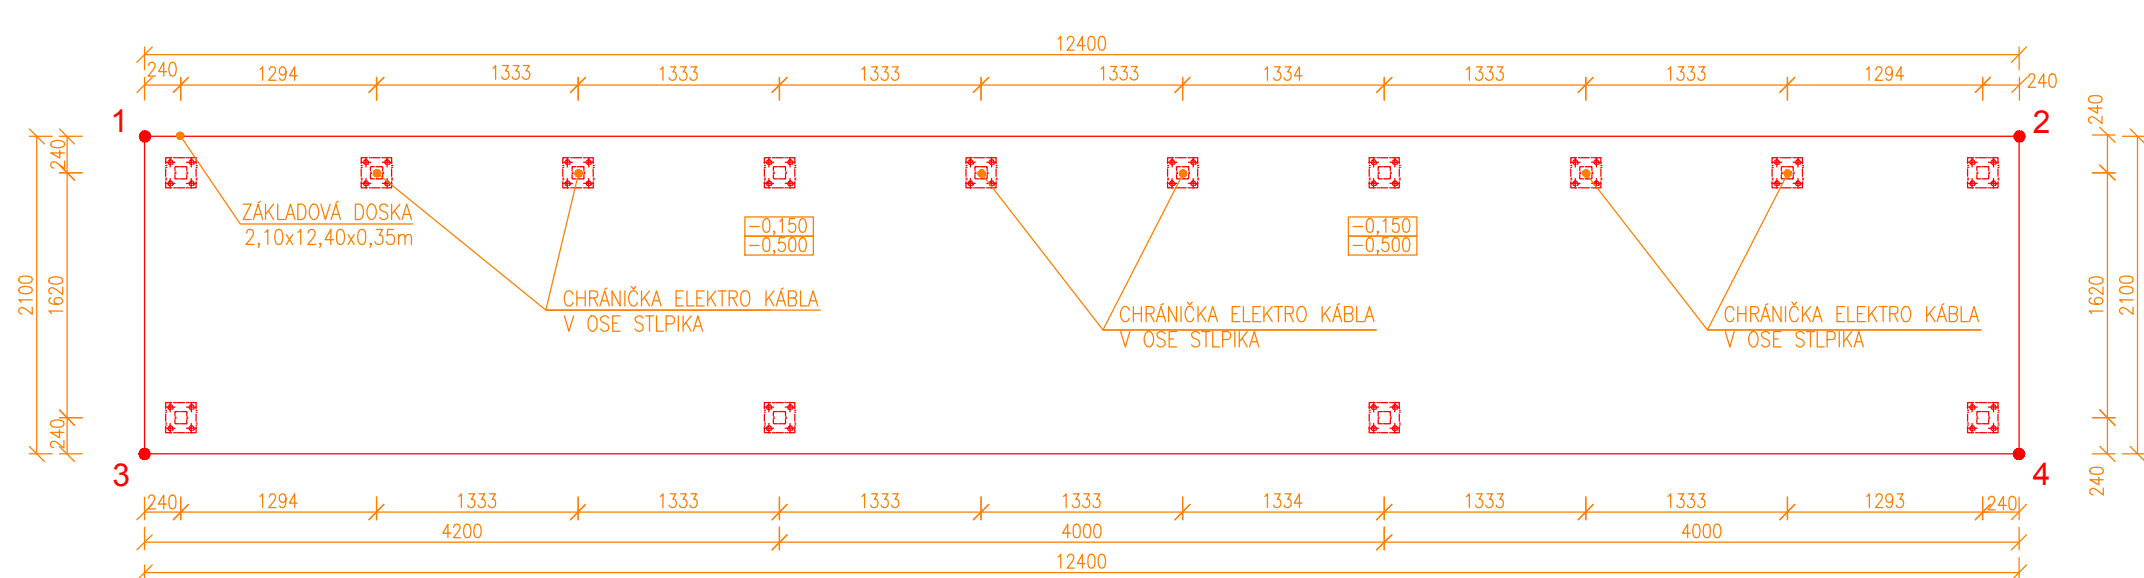 12400
240 1294 1333 1333 1333 1333 1334 1333 1333 1294 240
1 2
240 240
ZÁKLADOVÁ DOSKA
2,10x12,40x0,35m
-0,150 -0,150
-0,500 -0,500
2100 1620 1620 2100
CHRÁNIČKA ELEKTRO KÁBLA
V OSE STLPIKA
CHRÁNIČKA ELEKTRO KÁBLA
V OSE STLPIKA
CHRÁNIČKA ELEKTRO KÁBLA
V OSE STLPIKA
240 240
3 4
240 1294 1333 1333 1333 1333 1334 1333 1333 1293 240
4200 4000 4000
12400